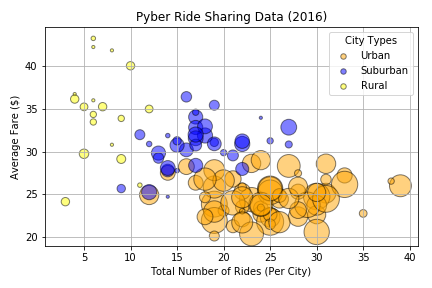 Pyber Ride Sharing Data (2016)
City Types
Urban
Suburban
Rural
Average Fare ($)
40
35
30
25
20
5
10
15
20
25
30
35
40
Total Number of Rides (Per City)